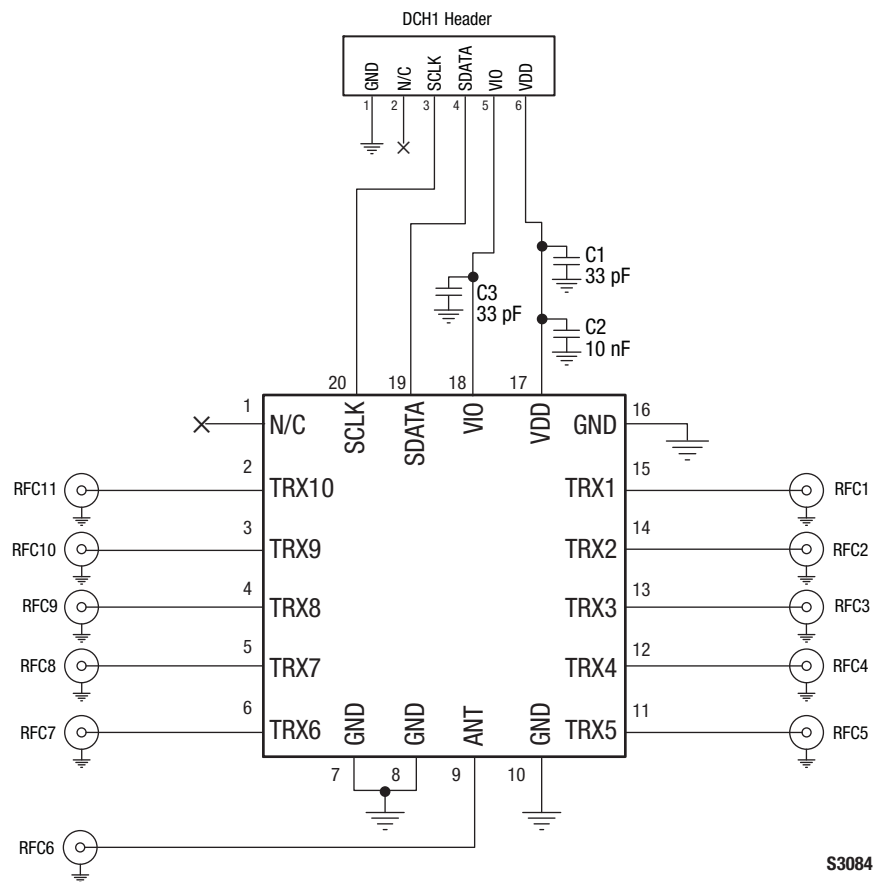 DCH1 Header
GND
N/C
SCLK
SDATA
VIO
VDD
1
2
3
4
5
6
C1
33 pF
C3
33 pF
C2
10 nF
20
19
18
17
1
N/C
SCLK
SDATA
VIO
VDD
GND
16
RFC11
2
TRX10
TRX1
15
RFC1
RFC10
3
TRX9
TRX2
14
RFC2
RFC9
4
TRX8
TRX3
13
RFC3
RFC8
5
TRX7
TRX4
12
RFC4
RFC7
6
TRX6
GND
GND
ANT
GND
TRX5
11
RFC5
7
8
9
10
RFC6
S3084